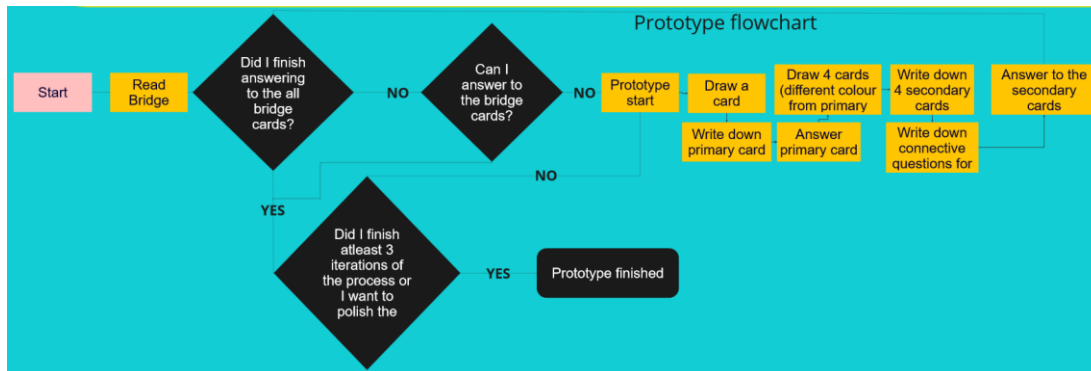 Prototype flowchart
Start
Read
Bridge
Did I finish
answering
to the all
bridge
cards?
NO
Can I
answer to
the bridge
cards?
NO
Prototype
start
Draw a
card
Write down
primary card
Draw 4 cards
(different colour
from primary
Answer
primary card
Write down
4 secondary
cards
Write down
connective
questions for
Answer to the
secondary
cards
NO
YES
Did I finish
atleast 3
iterations of
the process or
I want to
polish the
YES
Prototype finished